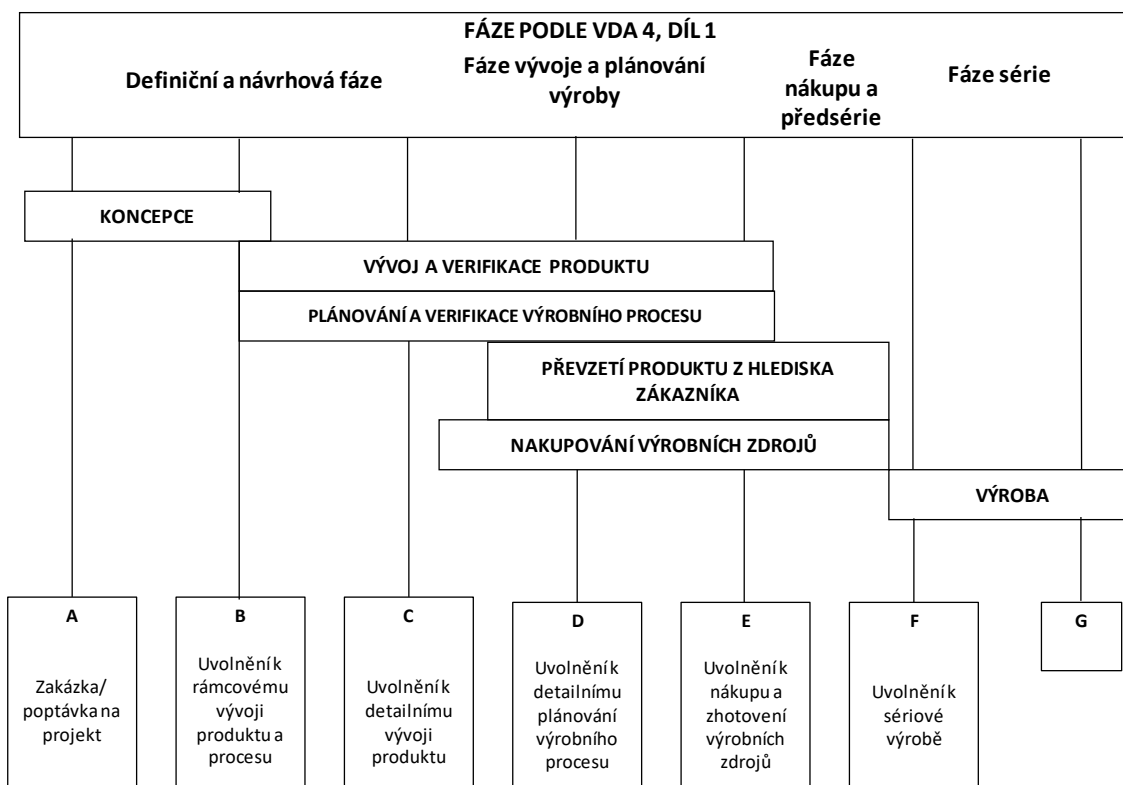 FÁZE PODLE VDA 4, DÍL 1
Definiční a návrhová fáze
Fáze vývoje a plánování
výroby
Fáze
nákupu a
předsérie
Fáze série
KONCEPCE
VÝVOJ A VERIFIKACE PRODUKTU
PLÁNOVÁNÍ A VERIFIKACE VÝROBNÍHO PROCESU
PŘEVZETÍ PRODUKTU Z HLEDISKA
ZÁKAZNÍKA
NAKUPOVÁNÍ VÝROBNÍCH ZDROJŮ
VÝROBA
A
Zakázka/
poptávka na
projekt
B
Uvolnění k
rámcovému
vývoji
produktu a
procesu
C
Uvolnění k
detailnímu
vývoji
produktu
D
Uvolnění k
detailnímu
plánování
výrobního
procesu
E
Uvolnění k
nákupu a
zhotovení
výrobních
zdrojů
F
Uvolnění k
sériové
výrobě
G